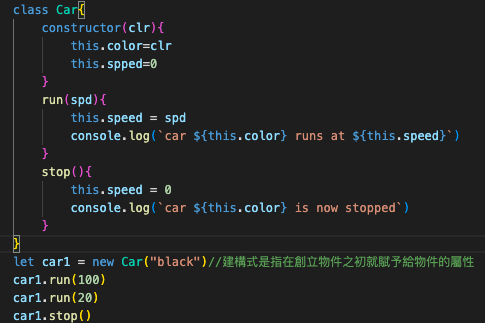 class Car{
    constructor(clr){
        this.color=clr
        this.spped=0
    }
    run(spd){
        this.speed = spd
        console.log(`car ${this.color} runs at ${this.speed}`)
    }
    stop(){
        this.speed = 0
        console.log(`car ${this.color} is now stopped`)
    }
}
let car1 = new Car("black")//建構式是指在創立物件之初就賦予給物件的屬性
car1.run(100)
car1.run(20)
car1.stop()